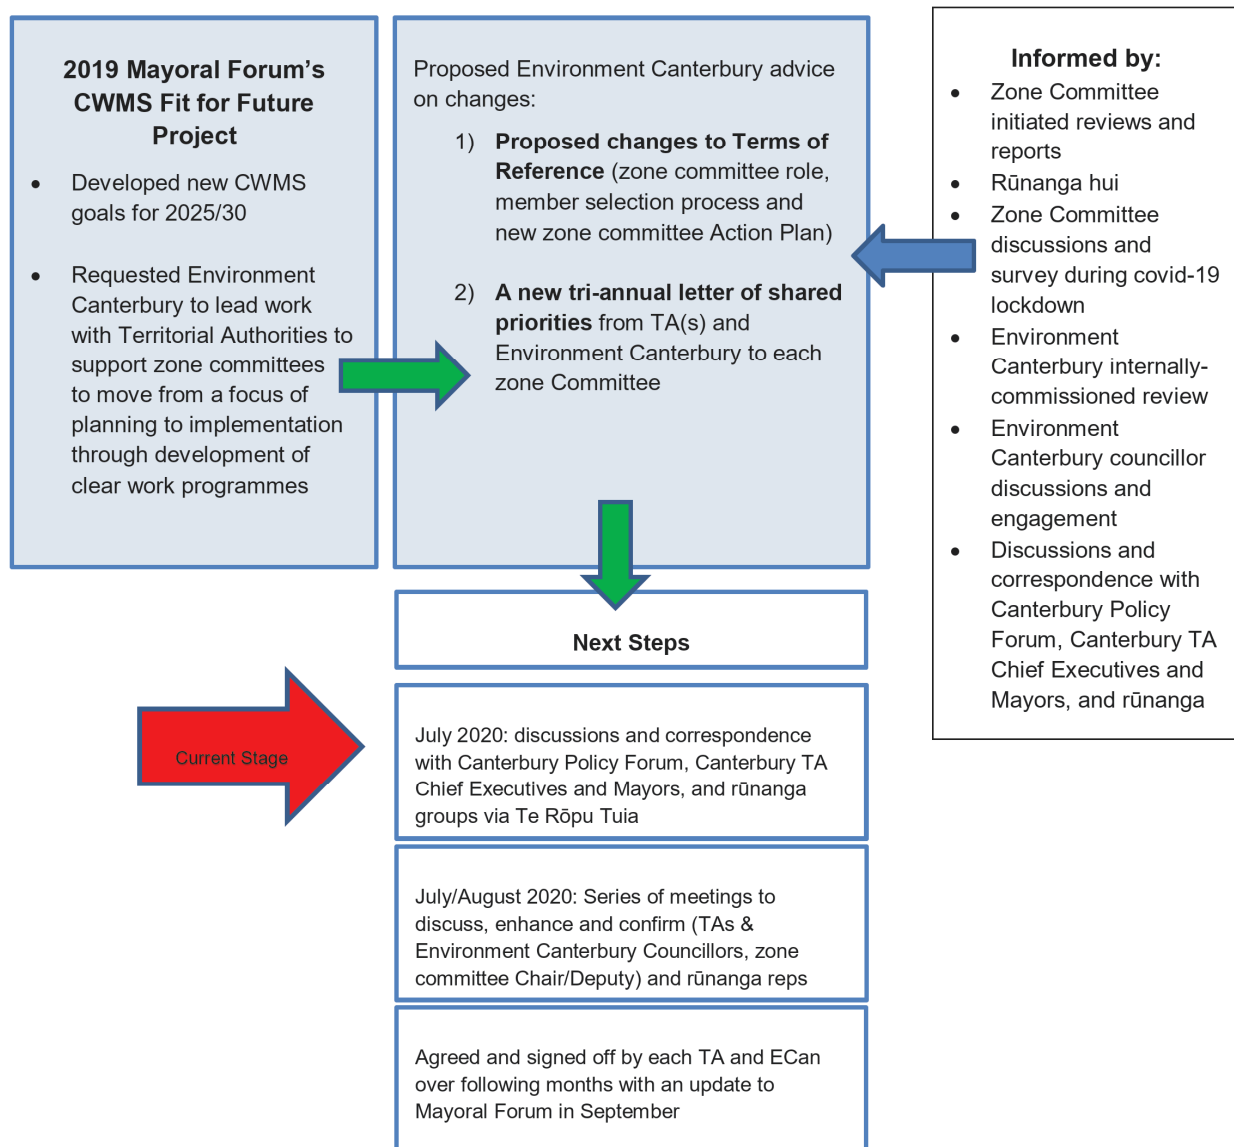 2019 Mayoral Forum's
CWMS Fit for Future
Project
• Developed new CWMS
goals for 2025/30
• Requested Environment
Canterbury to lead work
with Territorial Authorities to
support zone committees
to move from a focus of
planning to implementation
through development of
clear work programmes
Proposed Environment Canterbury advice
on changes:
1) Proposed changes to Terms of
Reference (zone committee role,
member selection process and
new zone committee Action Plan)
2) A new tri-annual letter of shared
priorities from TA(s) and
Environment Canterbury to each
zone Committee
Informed by:
• Zone Committee
initiated reviews and
reports
• Rūnanga hui
• Zone Committee
discussions and
survey during covid-19
lockdown
• Environment
Canterbury internally-
commissioned review
• Environment
Canterbury councillor
discussions and
engagement
• Discussions and
correspondence with
Canterbury Policy
Forum, Canterbury TA
Chief Executives and
Mayors, and rūnanga
Next Steps
Current Stage
July 2020: discussions and correspondence
with Canterbury Policy Forum, Canterbury TA
Chief Executives and Mayors, and rūnanga
groups via Te Rōpu Tuia
July/August 2020: Series of meetings to
discuss, enhance and confirm (TAs &
Environment Canterbury Councillors, zone
committee Chair/Deputy) and rūnanga reps
Agreed and signed off by each TA and ECan
over following months with an update to
Mayoral Forum in September